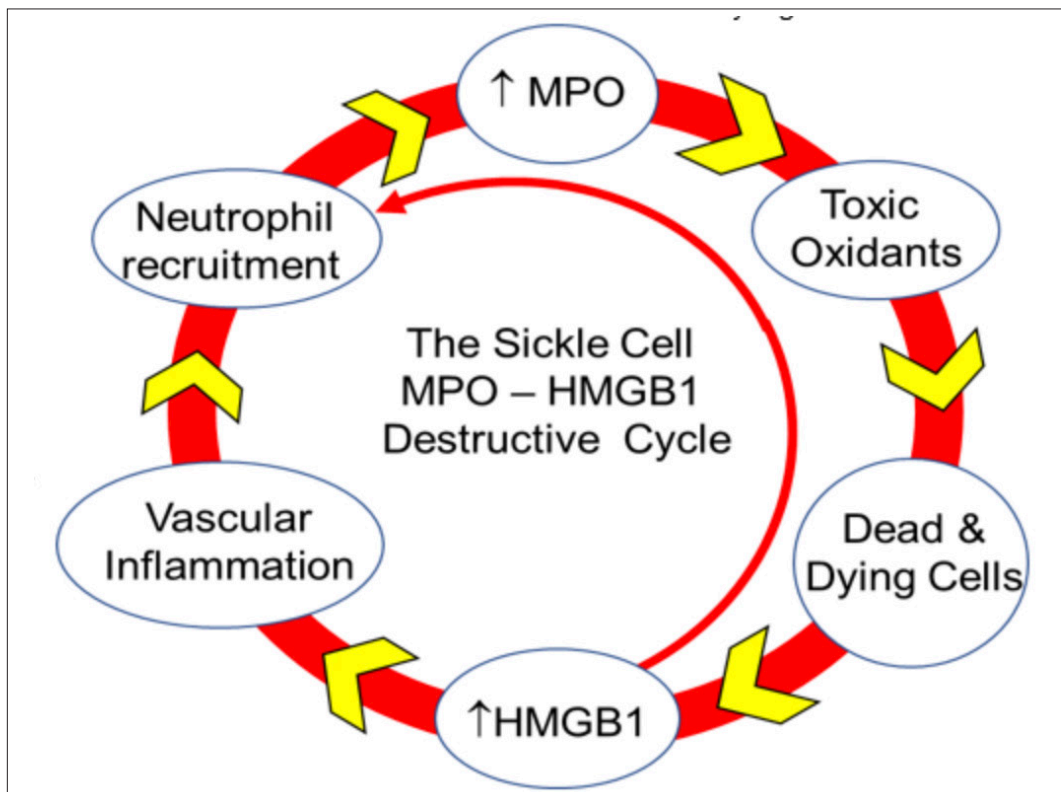 ↑ MPO
Toxic
Oxidants
Neutrophil
recruitment
The Sickle Cell
MPO – HMGB1
Destructive Cycle
Vascular
Inflammation
Dead &
Dying Cells
↑HMGB1